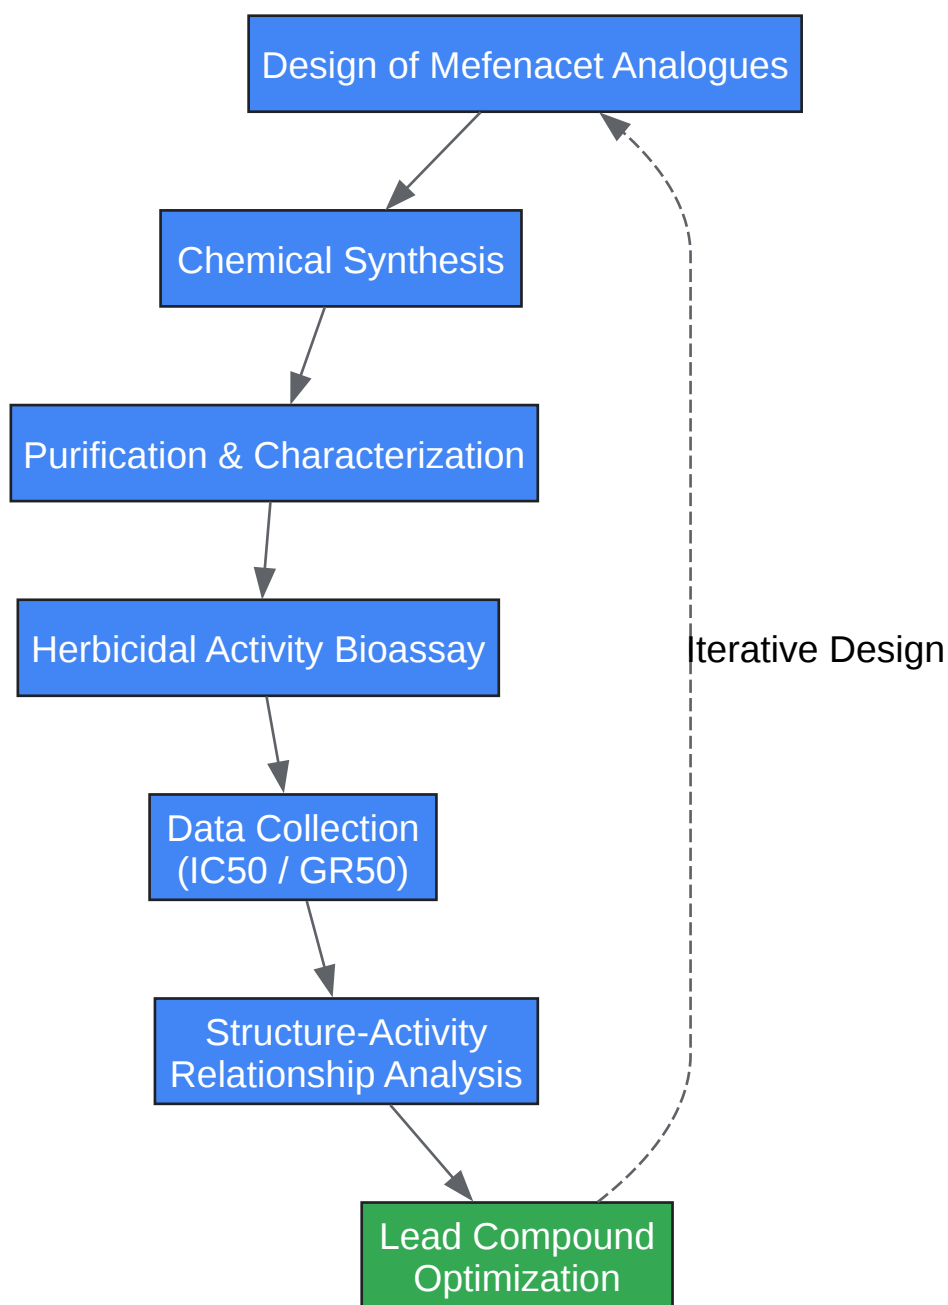 Design of Mefenacet Analogues
Chemical Synthesis
Purification & Characterization
Herbicidal Activity Bioassay
Iterative Design
Data Collection
(IC50 / GR50)
Structure-Activity
Relationship Analysis
Lead Compound
Optimization